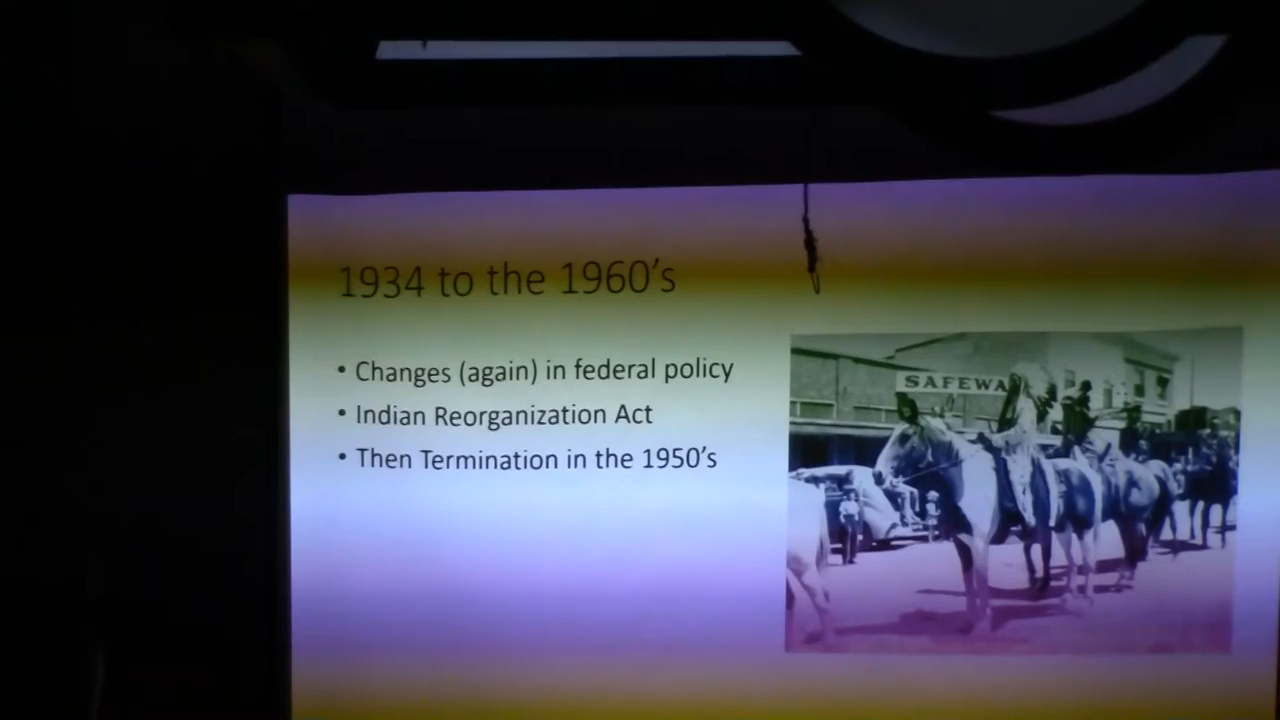 1934 to the 1960's
• Changes (again) in federal policy
• Indian Reorganization Act
• Then Termination in the 1950's
SAFEWA